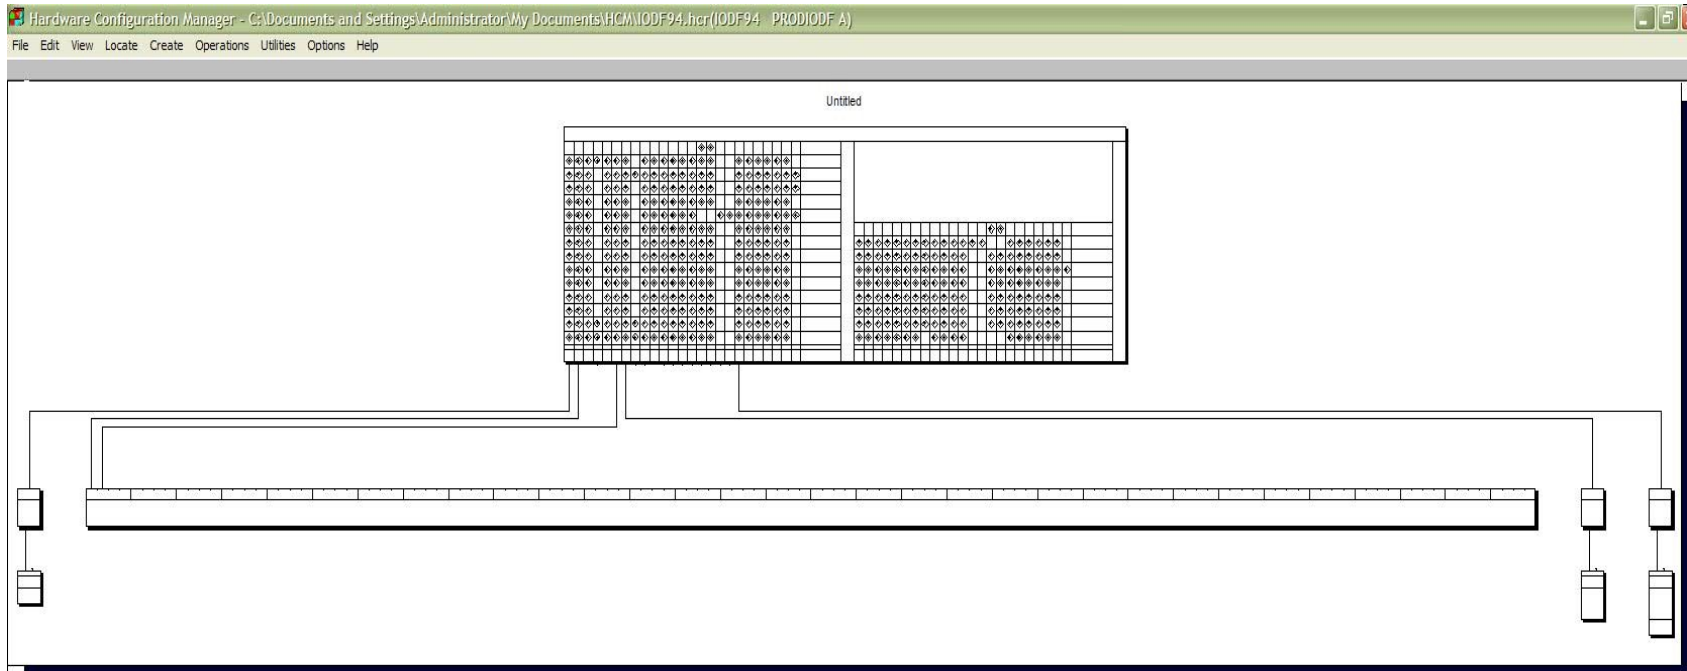 Hardware Configuration Manager - C:\Documents and Settings\Administrator\My Documents\HCM\IODF94.hcr(IODF94 PRODIODF A)
File Edit View Locate Create Operations Utilities Options Help
Untitled